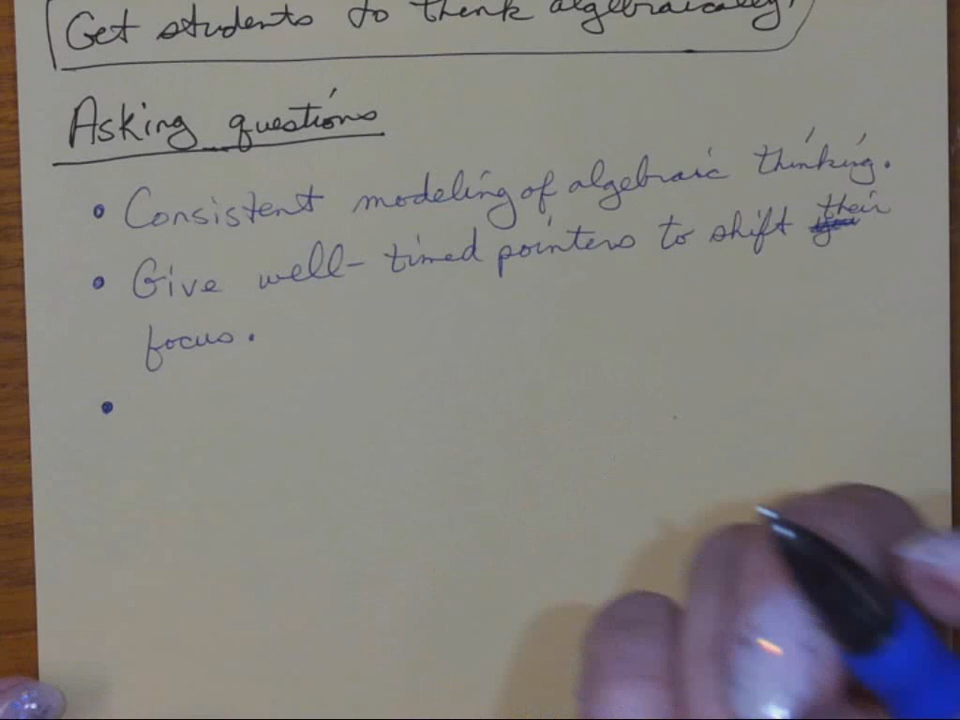 Get students to think algebraically!
Asking questions
• Consistent modeling of algebraic thinking.
• Give well-timed pointers to shift their
focus.
•